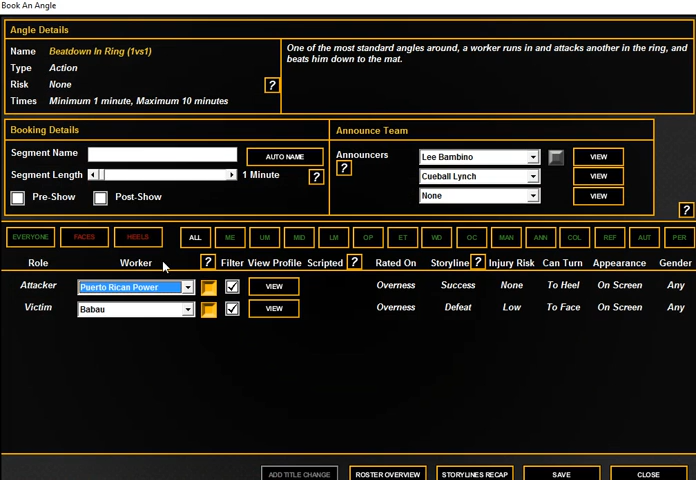 Book An Angle
Angle Details
Name Beatdown In Ring (1vs1)
Type Action
Risk None ?
Times Minimum 1 minute, Maximum 10 minutes
One of the most standard angles around, a worker runs in and attacks another in the ring, and
beats him down to the mat.
Booking Details
Segment Name AUTO NAME
Segment Length 1 Minute ?
Pre-Show Post-Show
Announce Team
Announcers Lee Bambino VIEW
? Cueball Lynch VIEW
None VIEW
?
EVERYONE FACES HEELS ALL ME UM MID LM OP ET WD OC MAN ANN COL REF AUT PER
Role Worker ? Filter View Profile Scripted ? Rated On Storyline ? Injury Risk Can Turn Appearance Gender
Attacker Puerto Rican Power VIEW Overness Success None To Heel On Screen Any
Victim Babau VIEW Overness Defeat Low To Face On Screen Any
ADD TITLE CHANGE ROSTER OVERVIEW STORYLINES RECAP SAVE CLOSE